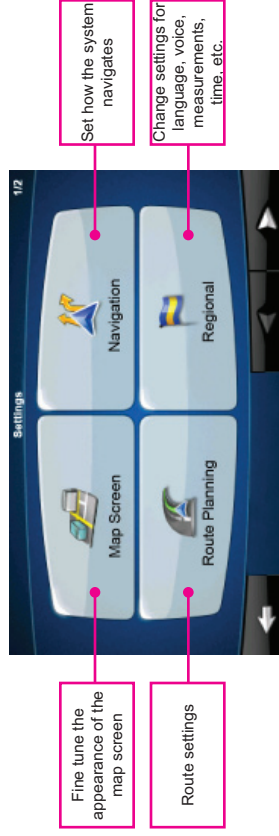 Fine tune the
appearance of the
map screen
Route settings
Settings
1/2
Map Screen
Navigation
Route Planning
Regional
Set how the system
navigates
Change settings for
language, voice,
measurements,
time, etc.